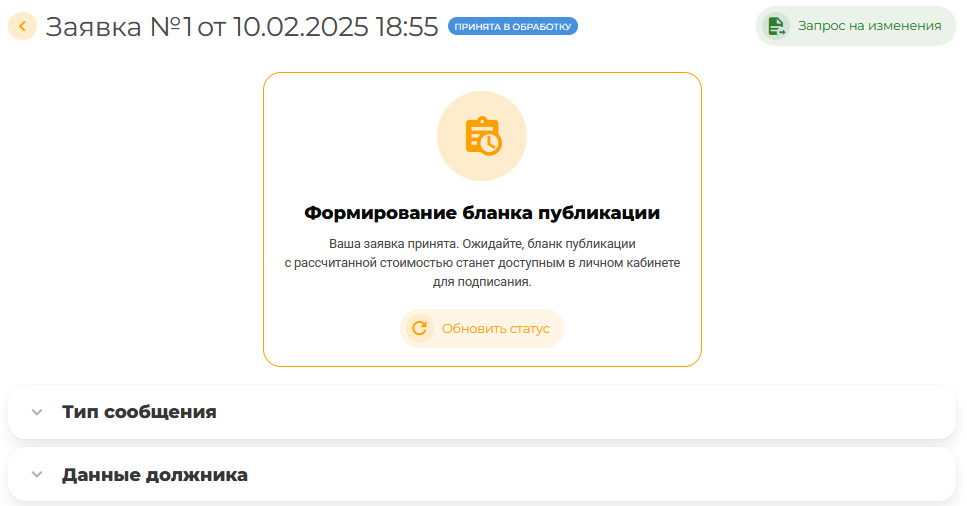 Заявка №1 от 10.02.2025 18:55 ПРИНЯТА В ОБРАБОТКУ Запрос на изменения
Формирование бланка публикации
Ваша заявка принята. Ожидайте, бланк публикации
с рассчитанной стоимостью станет доступным в личном кабинете
для подписания.
Обновить статус
Тип сообщения
Данные должника